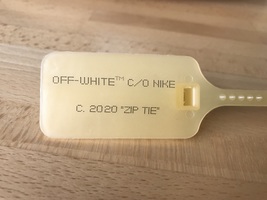 OFF-WHITE™ C/O NIKE
C. 2020 "ZIP TIE"